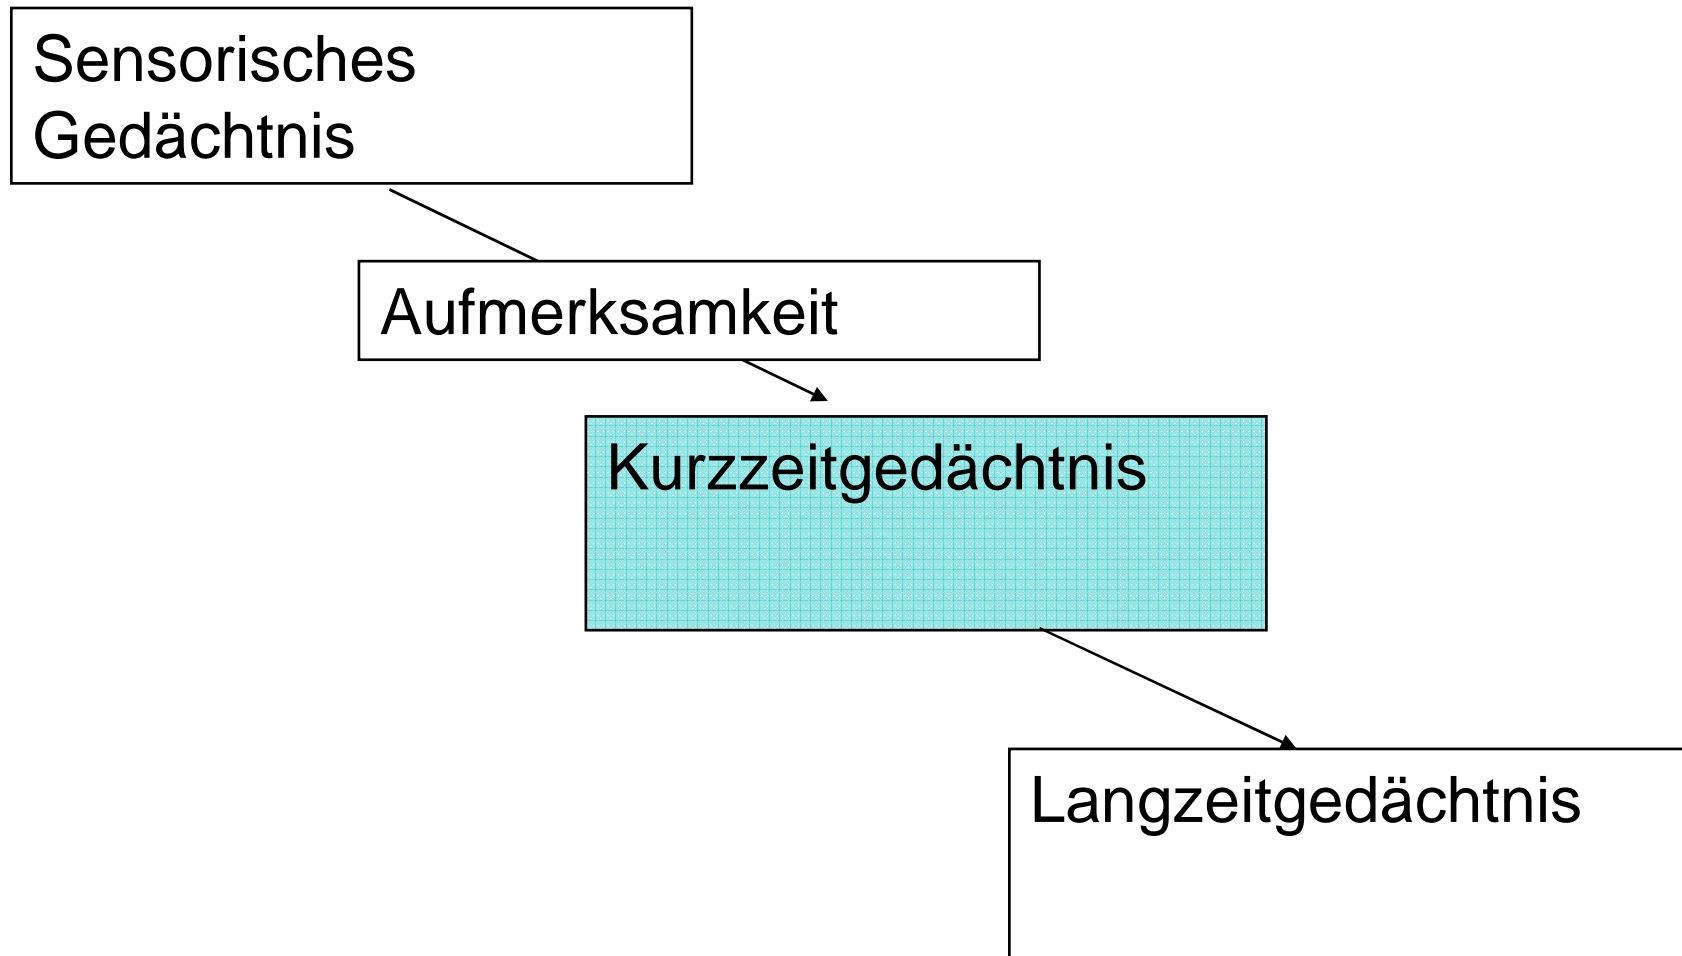 Sensorisches
Gedächtnis
Aufmerksamkeit
Kurzzeitgedächtnis
Langzeitgedächtnis